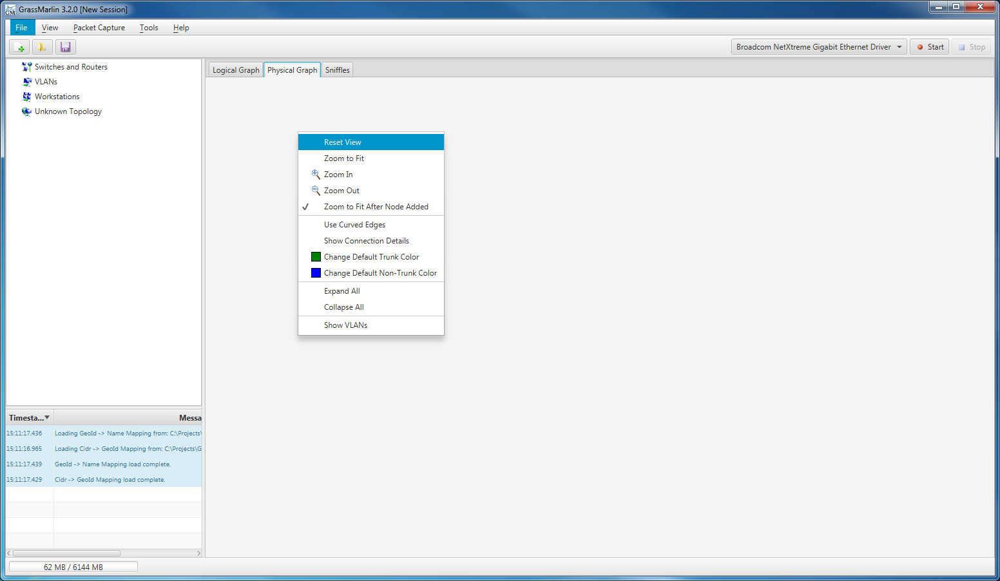 GrassMarlin 3.2.0 [New Session]
File View Packet Capture Tools Help
Broadcom NetXtreme Gigabit Ethernet Driver Start Stop
Switches and Routers
VLANs
Workstations
Unknown Topology
Logical Graph Physical Graph Sniffles
Reset View
Zoom to Fit
Zoom In
Zoom Out
Zoom to Fit After Node Added
Use Curved Edges
Show Connection Details
Change Default Trunk Color
Change Default Non-Trunk Color
Expand All
Collapse All
Show VLANs
Timesta... Messa
15:11:17.436 Loading GeoId -> Name Mapping from: C:\Projects\
15:11:16.965 Loading Cidr -> GeoId Mapping from: C:\Projects\G
15:11:17.439 GeoId -> Name Mapping load complete.
15:11:17.429 Cidr -> GeoId Mapping load complete.
62 MB / 6144 MB